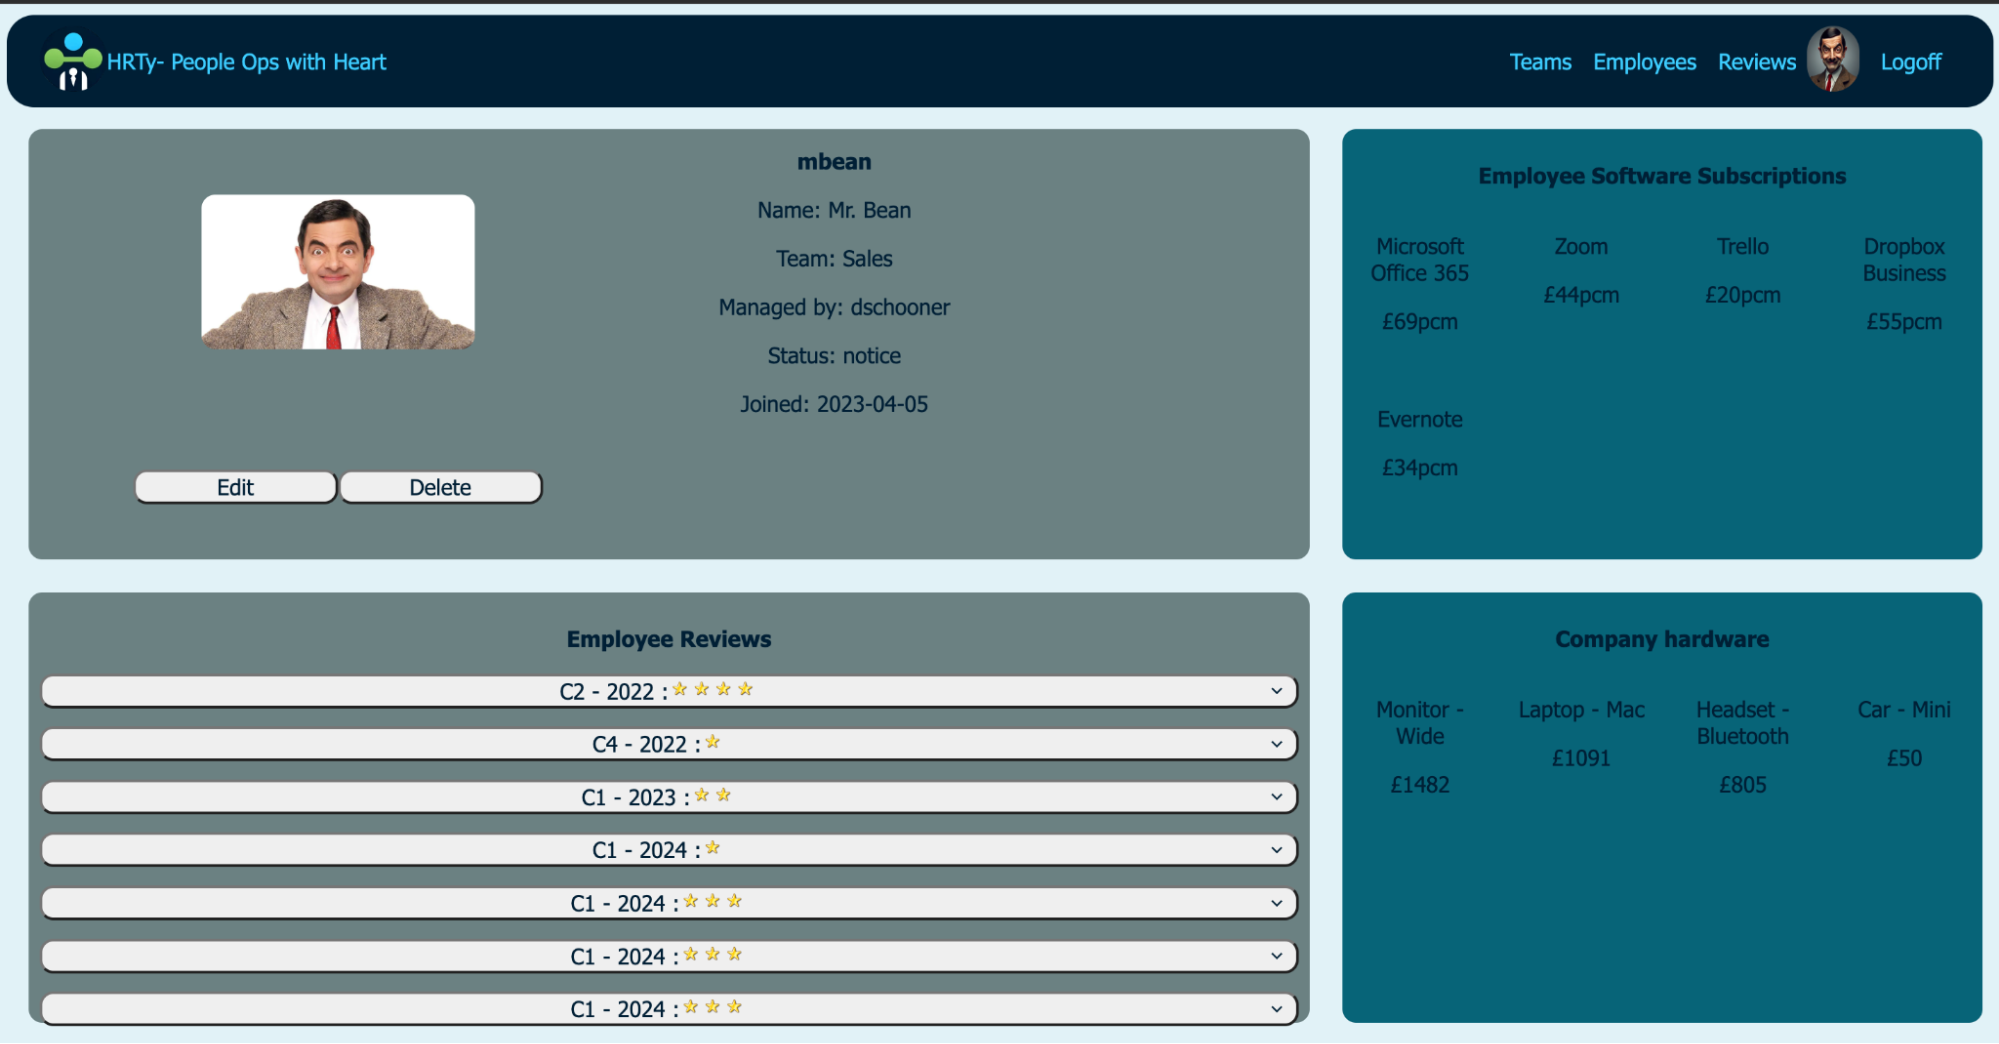 HRTy- People Ops with Heart
Teams Employees Reviews Logoff
mbean
Name: Mr. Bean
Team: Sales
Managed by: dschooner
Status: notice
Joined: 2023-04-05
Edit Delete
Employee Software Subscriptions
Microsoft
Office 365
£69pcm
Zoom
£44pcm
Trello
£20pcm
Dropbox
Business
£55pcm
Evernote
£34pcm
Employee Reviews
C2 - 2022 :⭐⭐⭐⭐
C4 - 2022 :⭐
C1 - 2023 :⭐⭐
C1 - 2024 :⭐
C1 - 2024 :⭐⭐⭐
C1 - 2024 :⭐⭐⭐
C1 - 2024 :⭐⭐⭐
Company hardware
Monitor -
Wide
£1482
Laptop - Mac
£1091
Headset -
Bluetooth
£805
Car - Mini
£50